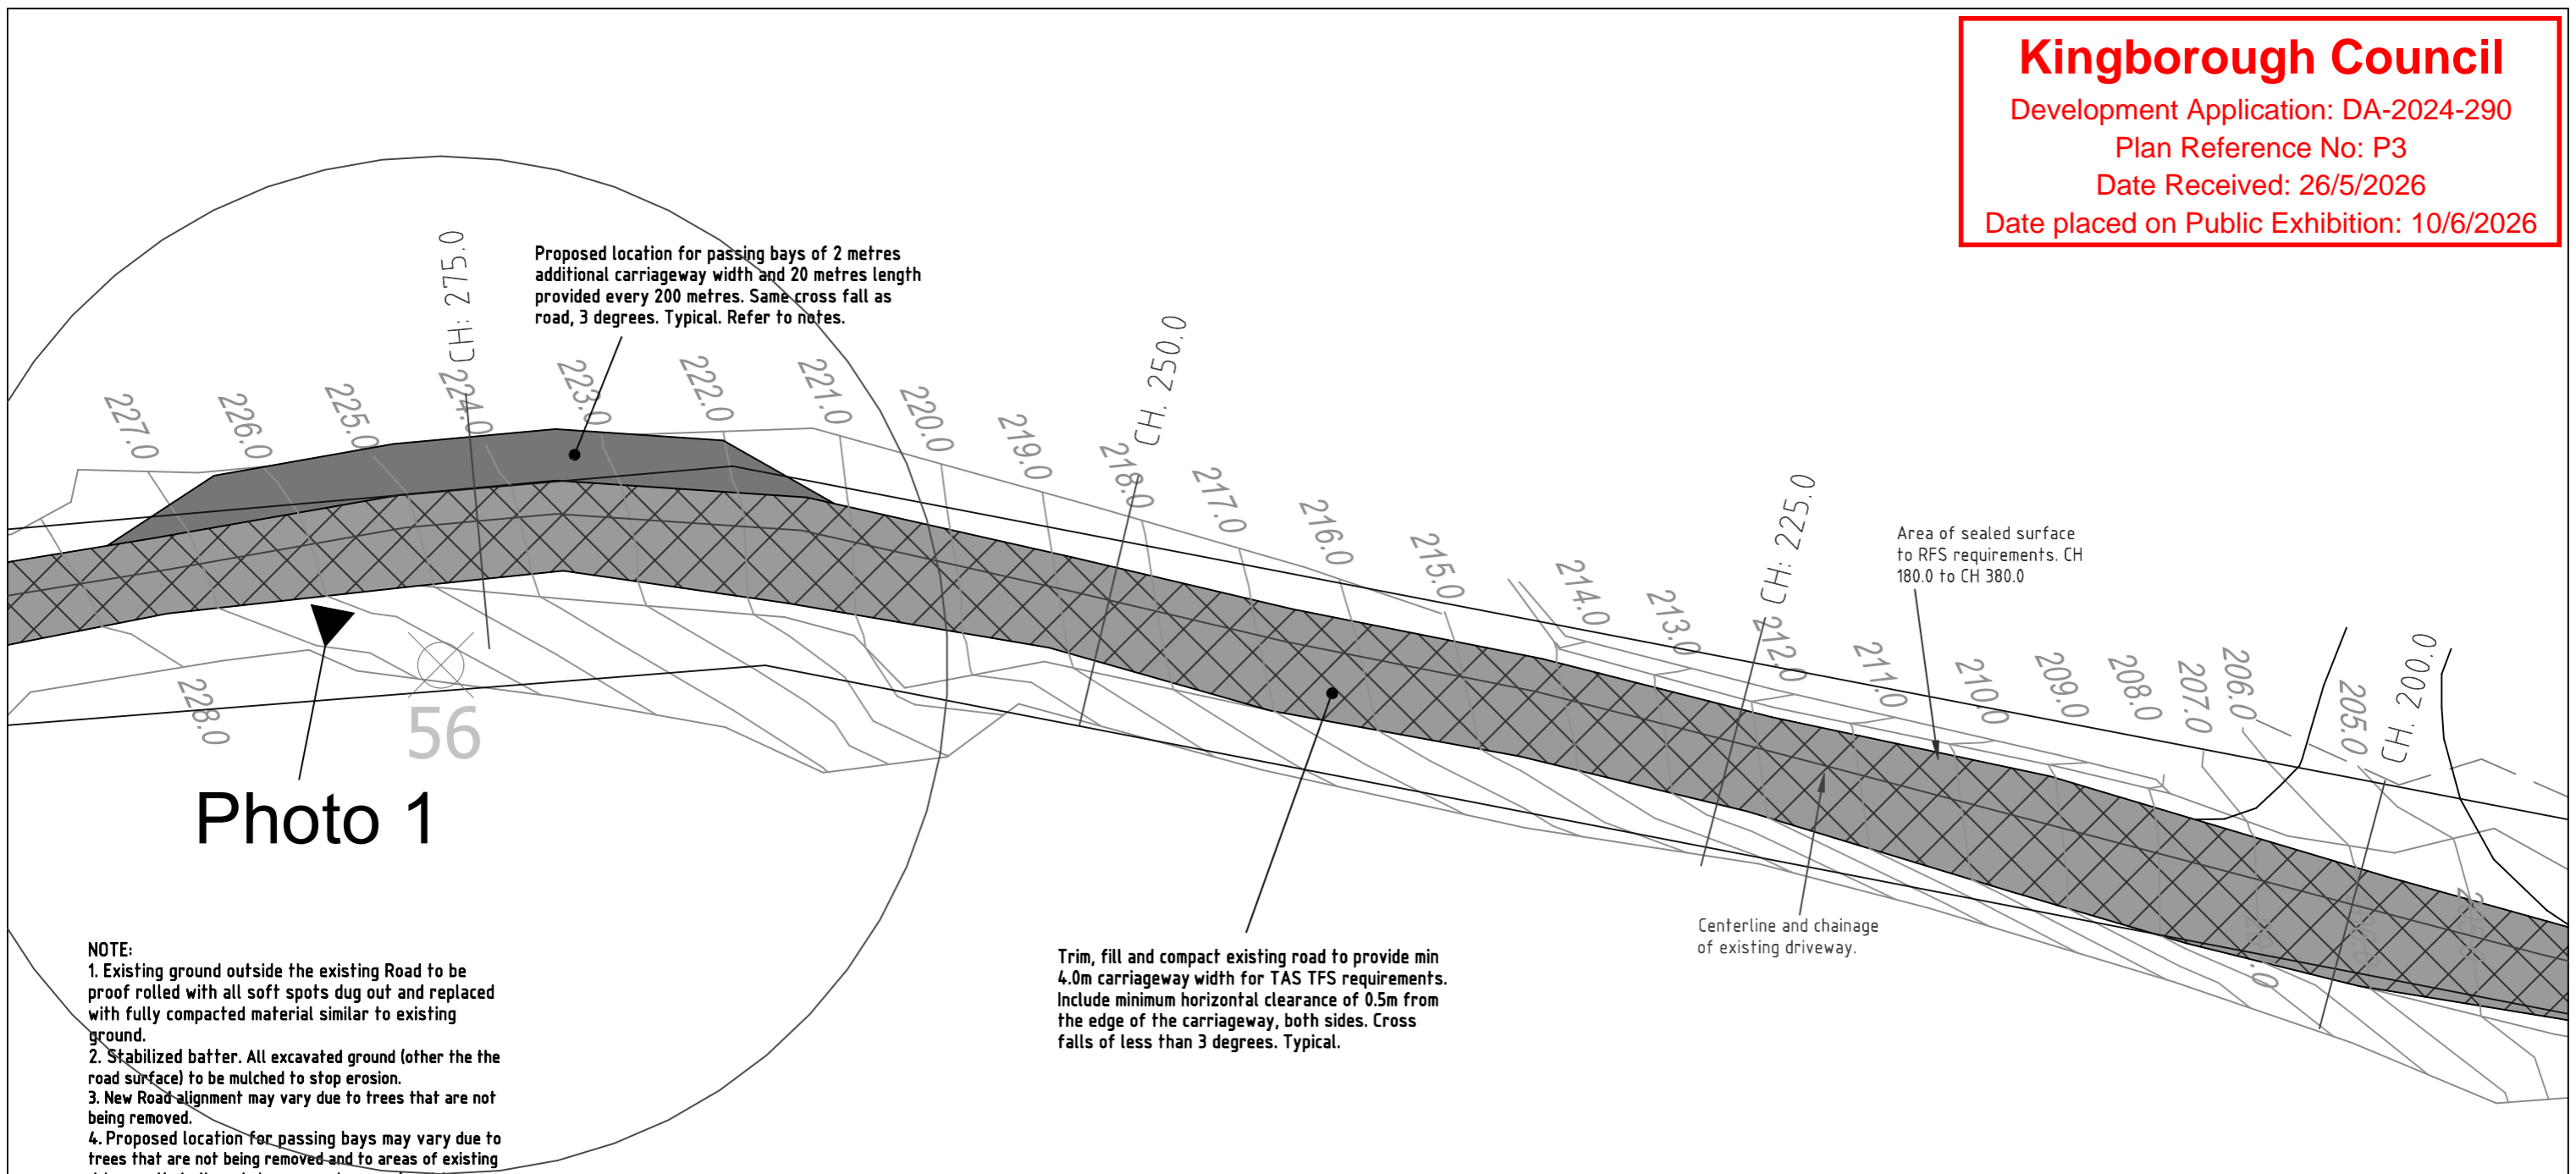 Kingborough Council
Development Application: DA-2024-290
Plan Reference No: P3
Date Received: 26/5/2026
Date placed on Public Exhibition: 10/6/2026
Proposed location for passing bays of 2 metres
additional carriageway width and 20 metres length
provided every 200 metres. Same cross fall as
road, 3 degrees. Typical. Refer to notes.
CH: 275.0
CH. 250.0
CH: 225.0
CH. 200.0
227.0
226.0
225.0
224.0
223.0
222.0
221.0
220.0
219.0
218.0
217.0
216.0
215.0
214.0
213.0
212.0
211.0
210.0
209.0
208.0
207.0
206.0
205.0
228.0
Area of sealed surface
to RFS requirements. CH
180.0 to CH 380.0
56
Photo 1
Centerline and chainage
of existing driveway.
Trim, fill and compact existing road to provide min
4.0m carriageway width for TAS TFS requirements.
Include minimum horizontal clearance of 0.5m from
the edge of the carriageway, both sides. Cross
falls of less than 3 degrees. Typical.
NOTE:
1. Existing ground outside the existing Road to be
proof rolled with all soft spots dug out and replaced
with fully compacted material similar to existing
ground.
2. Stabilized batter. All excavated ground (other the the
road surface) to be mulched to stop erosion.
3. New Road alignment may vary due to trees that are not
being removed.
4. Proposed location for passing bays may vary due to
trees that are not being removed and to areas of existing